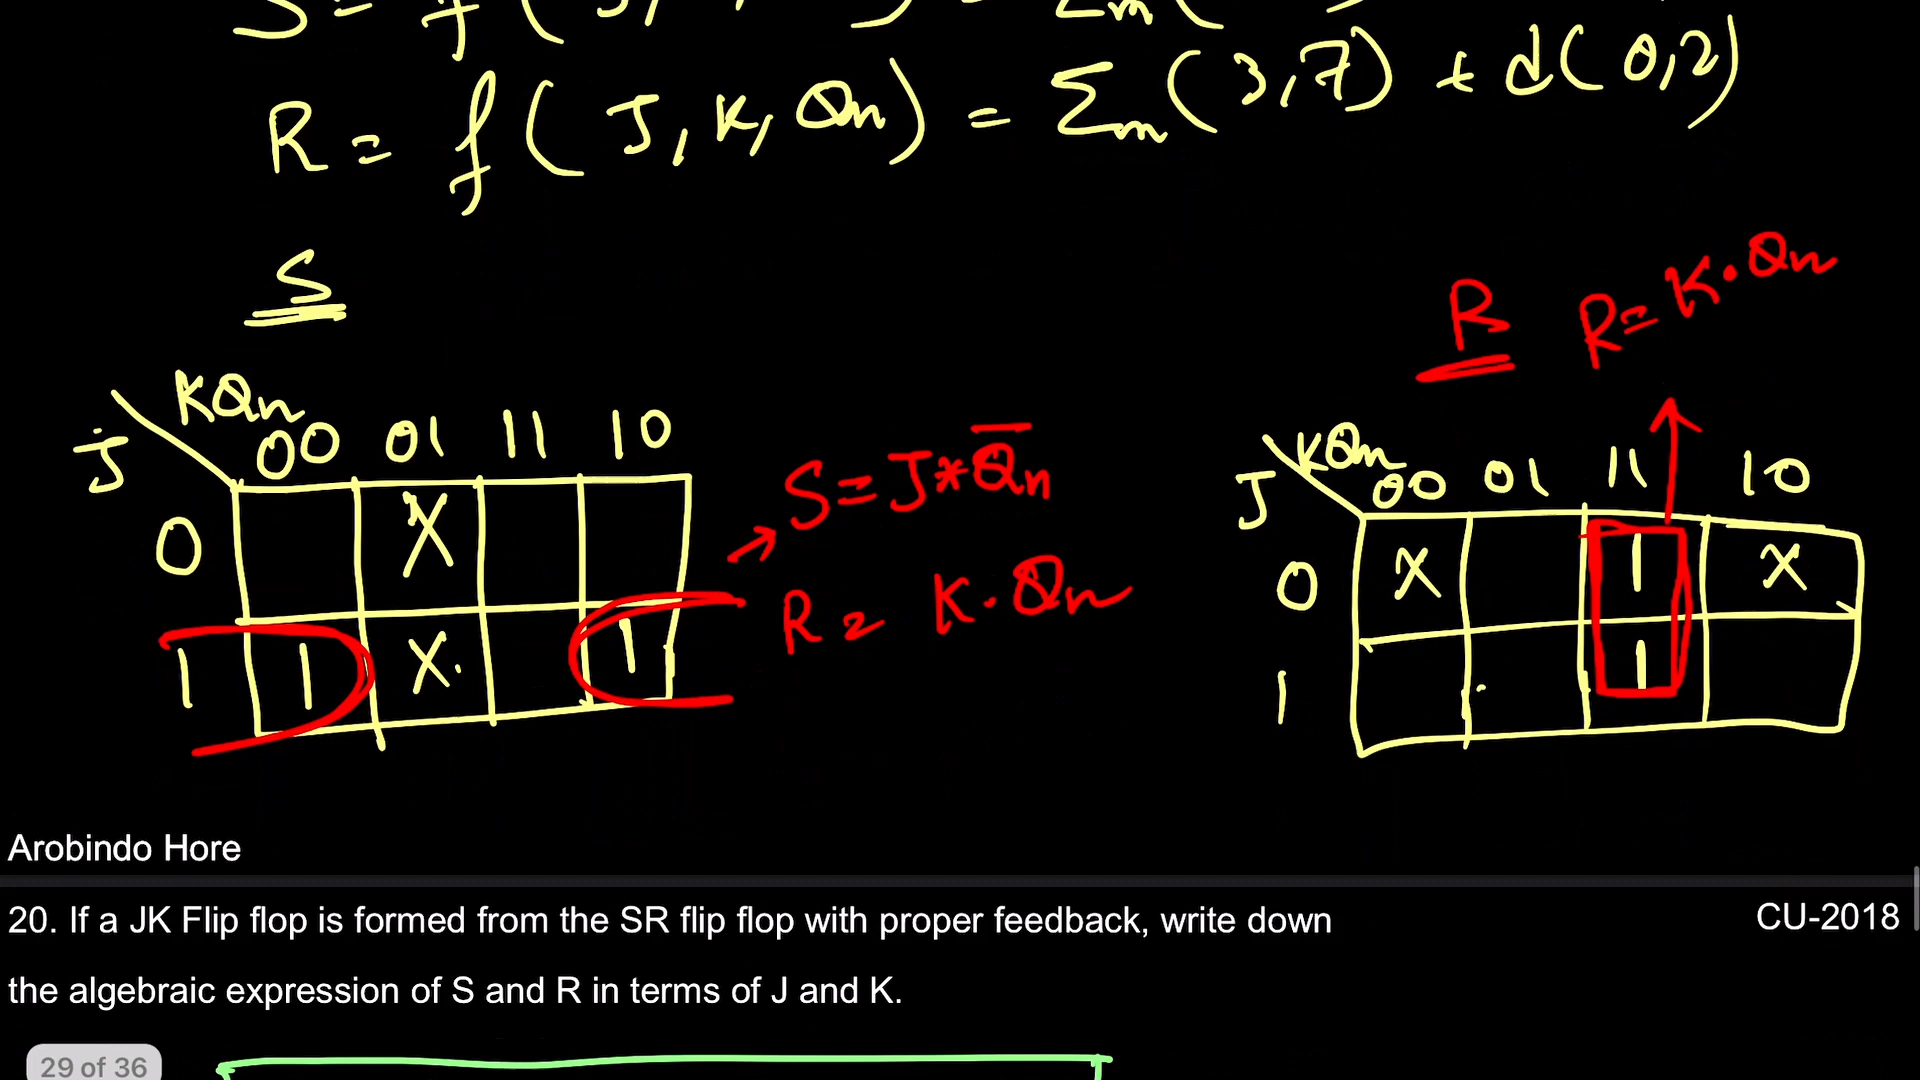 R = f ( J, K, Qn ) = Σm ( 3,7 ) + d( 0,2 )
S
R R = K·Qn
KQn
J 00 01 11 10
0 X
1 1 X 1
S = J * Q̅n
R = K·Qn
KQn
J 00 01 11 10
0 X 1 X
1 1
Arobindo Hore
20. If a JK Flip flop is formed from the SR flip flop with proper feedback, write down CU-2018
the algebraic expression of S and R in terms of J and K.
29 of 36